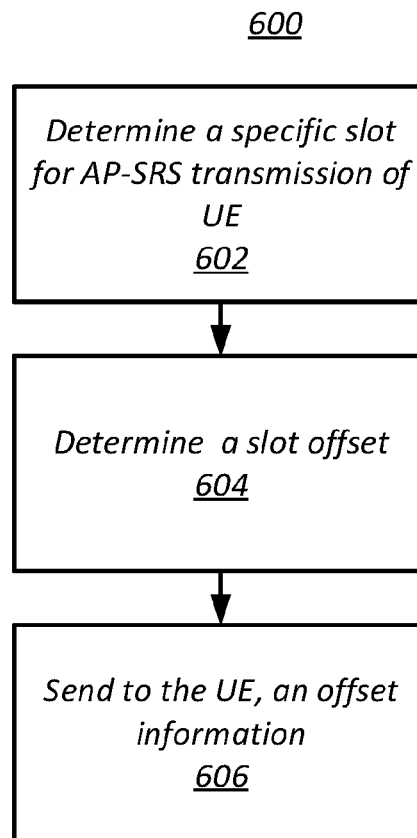 600
Determine a specific slot
for AP-SRS transmission of
UE
602
Determine a slot offset
604
Send to the UE, an offset
information
606